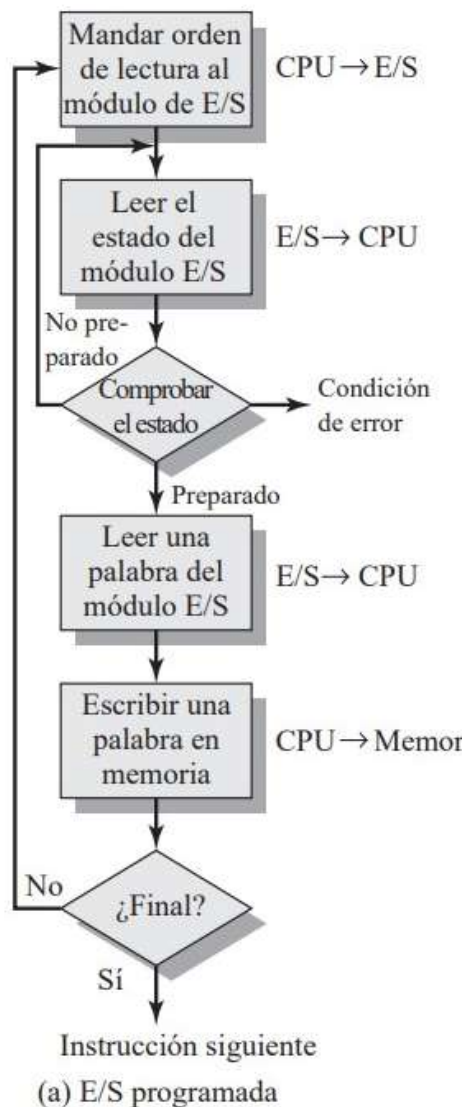 Mandar orden
de lectura al
módulo de E/S
CPU → E/S
Leer el
estado del
módulo E/S
E/S → CPU
No pre-
parado
Comprobar
el estado
Condición
de error
Preparado
Leer una
palabra del
módulo E/S
E/S → CPU
Escribir una
palabra en
memoria
CPU → Memor
No
¿Final?
Sí
Instrucción siguiente
(a) E/S programada